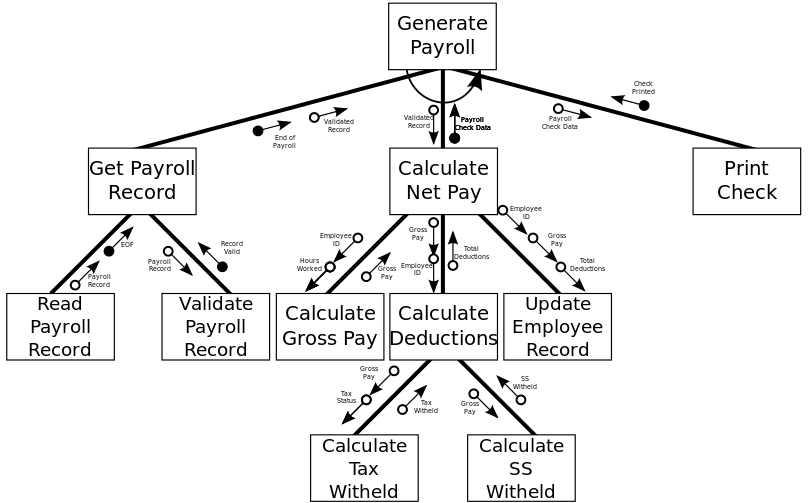 Generate
Payroll
Check
Printed
End of
Payroll
Validated
Record
Validated
Record
Payroll
Check Data
Payroll
Check Data
Get Payroll
Record
Calculate
Net Pay
Print
Check
EOF
Payroll
Record
Payroll
Record
Record
Valid
Employee
ID
Hours
Worked
Gross
Pay
Gross
Pay
Employee
ID
Total
Deductions
Employee
ID
Gross
Pay
Total
Deductions
Read
Payroll
Record
Validate
Payroll
Record
Calculate
Gross Pay
Calculate
Deductions
Update
Employee
Record
Gross
Pay
Tax
Status
Tax
Witheld
Gross
Pay
SS
Witheld
Calculate
Tax
Witheld
Calculate
SS
Witheld